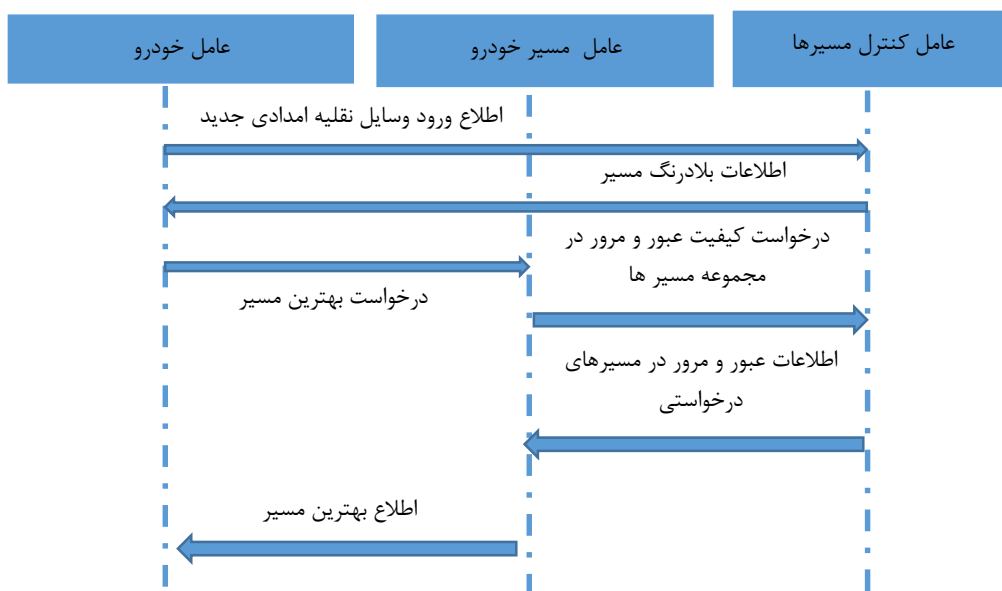 عامل کنترل مسیرها
عامل مسیر خودرو
عامل خودرو
اطلاع ورود وسایل نقلیه امدادی جدید
اطلاعات بلادرنگ مسیر
درخواست کیفیت عبور و مرور در
مجموعه مسیر ها
درخواست بهترین مسیر
اطلاعات عبور و مرور در مسیرهای
درخواستی
اطلاع بهترین مسیر